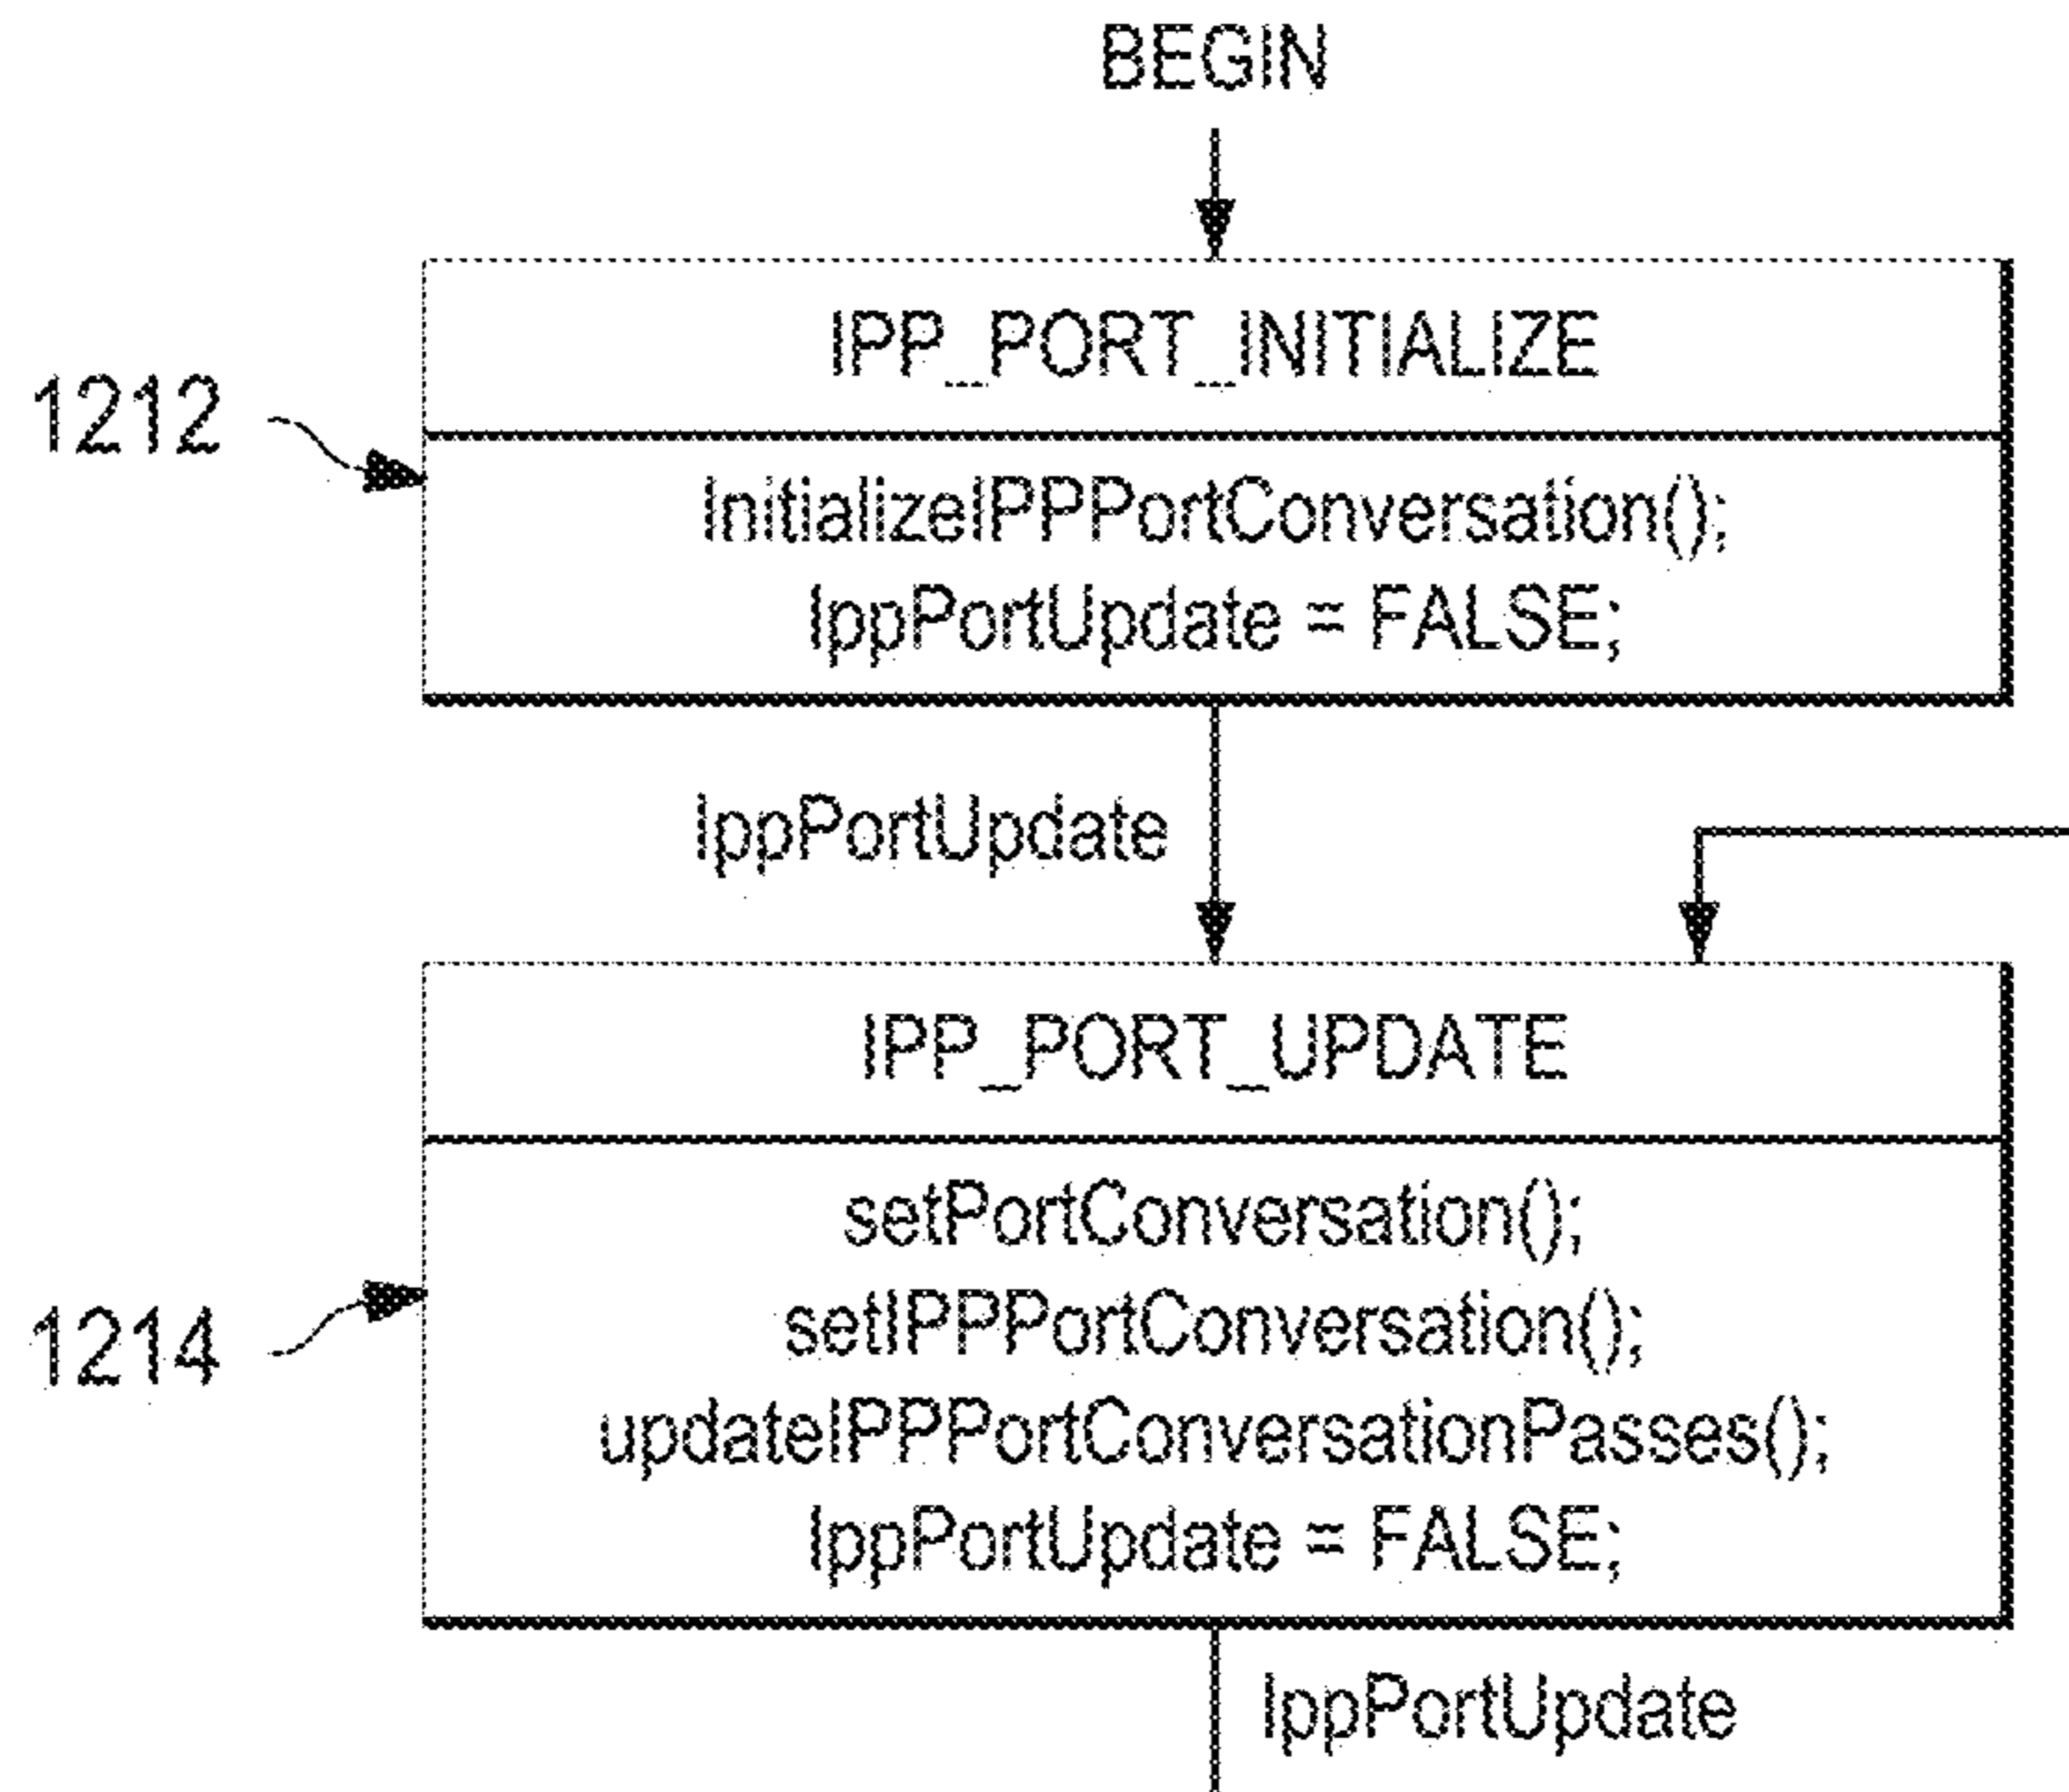 BEGIN
IPP_PORT_INITIALIZE
1212
InitializeIPPPortConversation();
IppPortUpdate = FALSE;
IppPortUpdate
IPP_PORT_UPDATE
setPortConversation();
1214
setIPPPortConversation();
updateIPPPortConversationPasses();
IppPortUpdate = FALSE;
IppPortUpdate